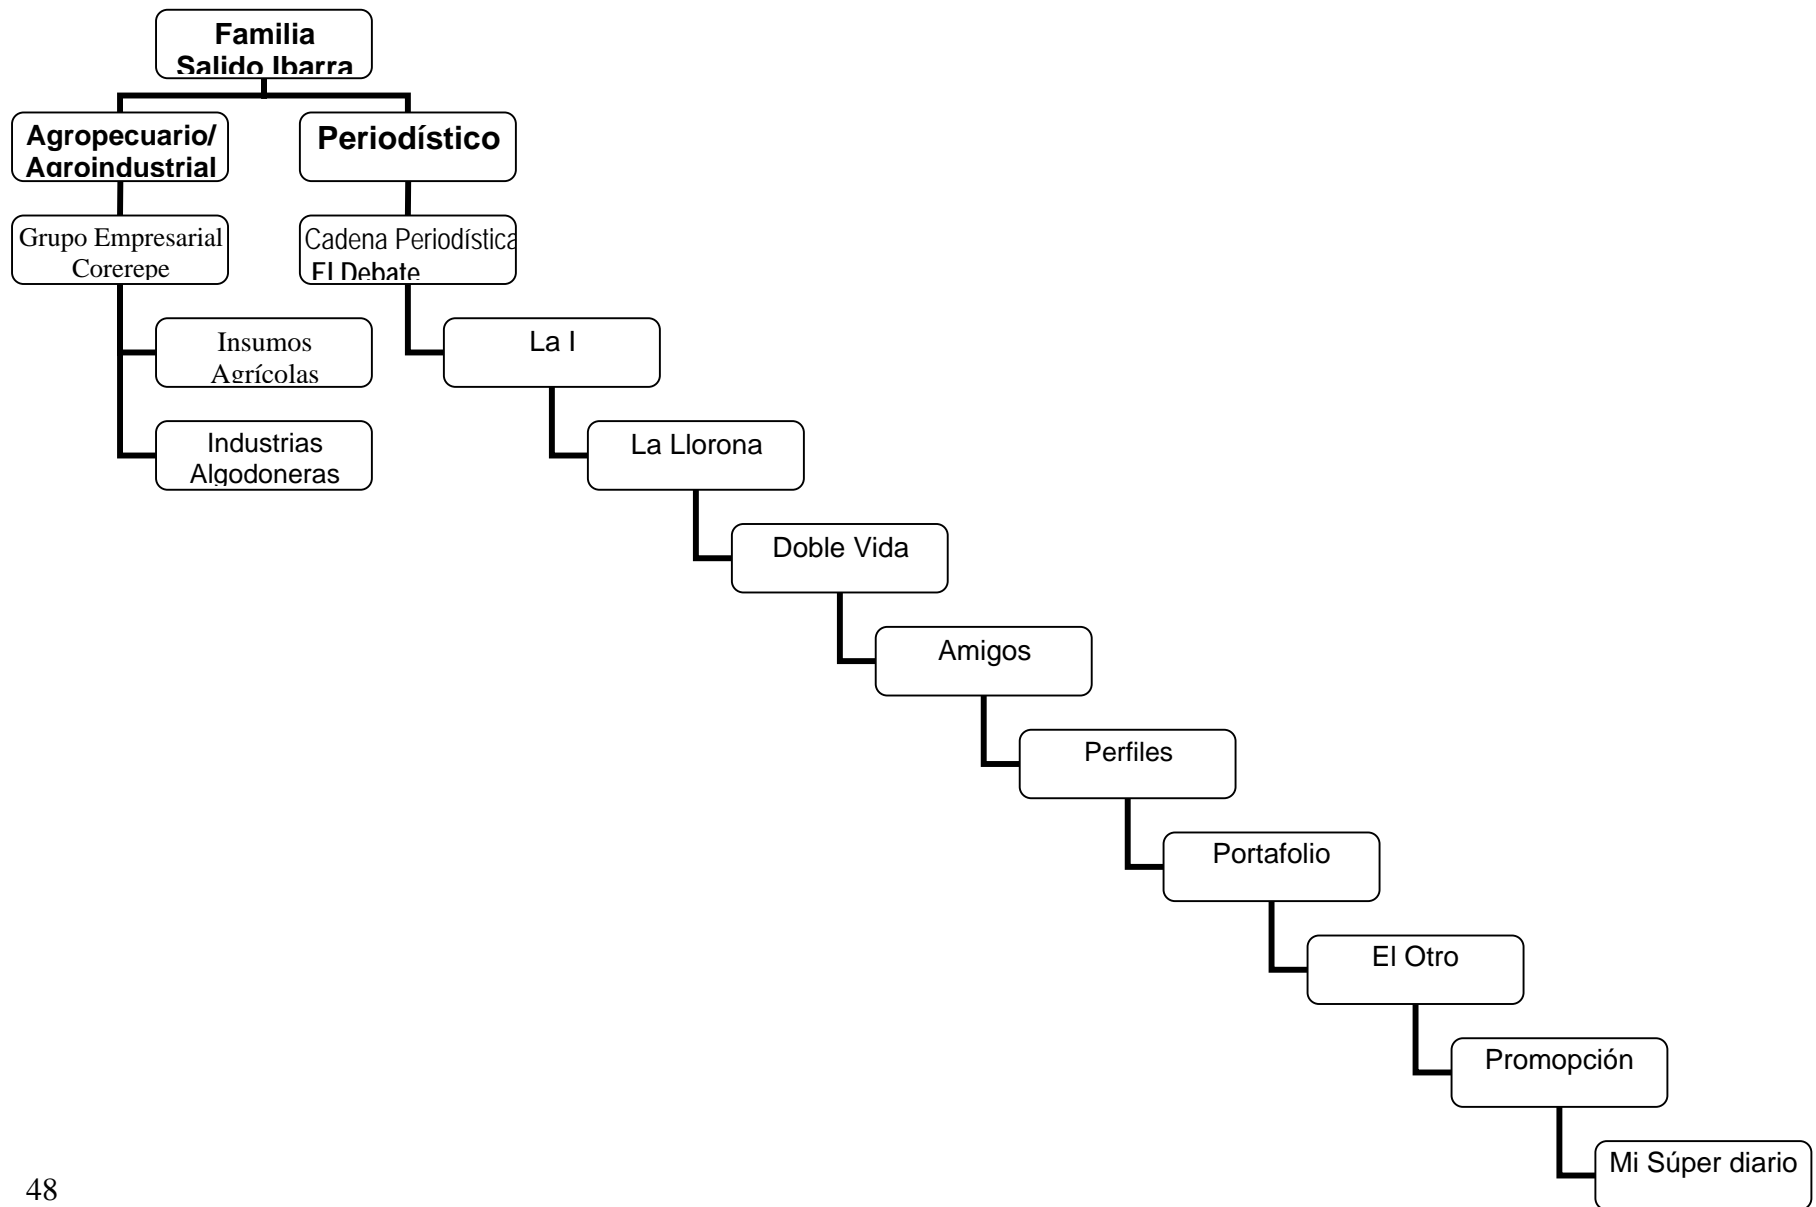 Familia
Salido Ibarra
Agropecuario/
Agroindustrial
Periodístico
Grupo Empresarial
Corerepe
Cadena Periodística
El Debate
Insumos
Agrícolas
La I
Industrias
Algodoneras
La Llorona
Doble Vida
Amigos
Perfiles
Portafolio
El Otro
Promopción
Mi Súper diario
48